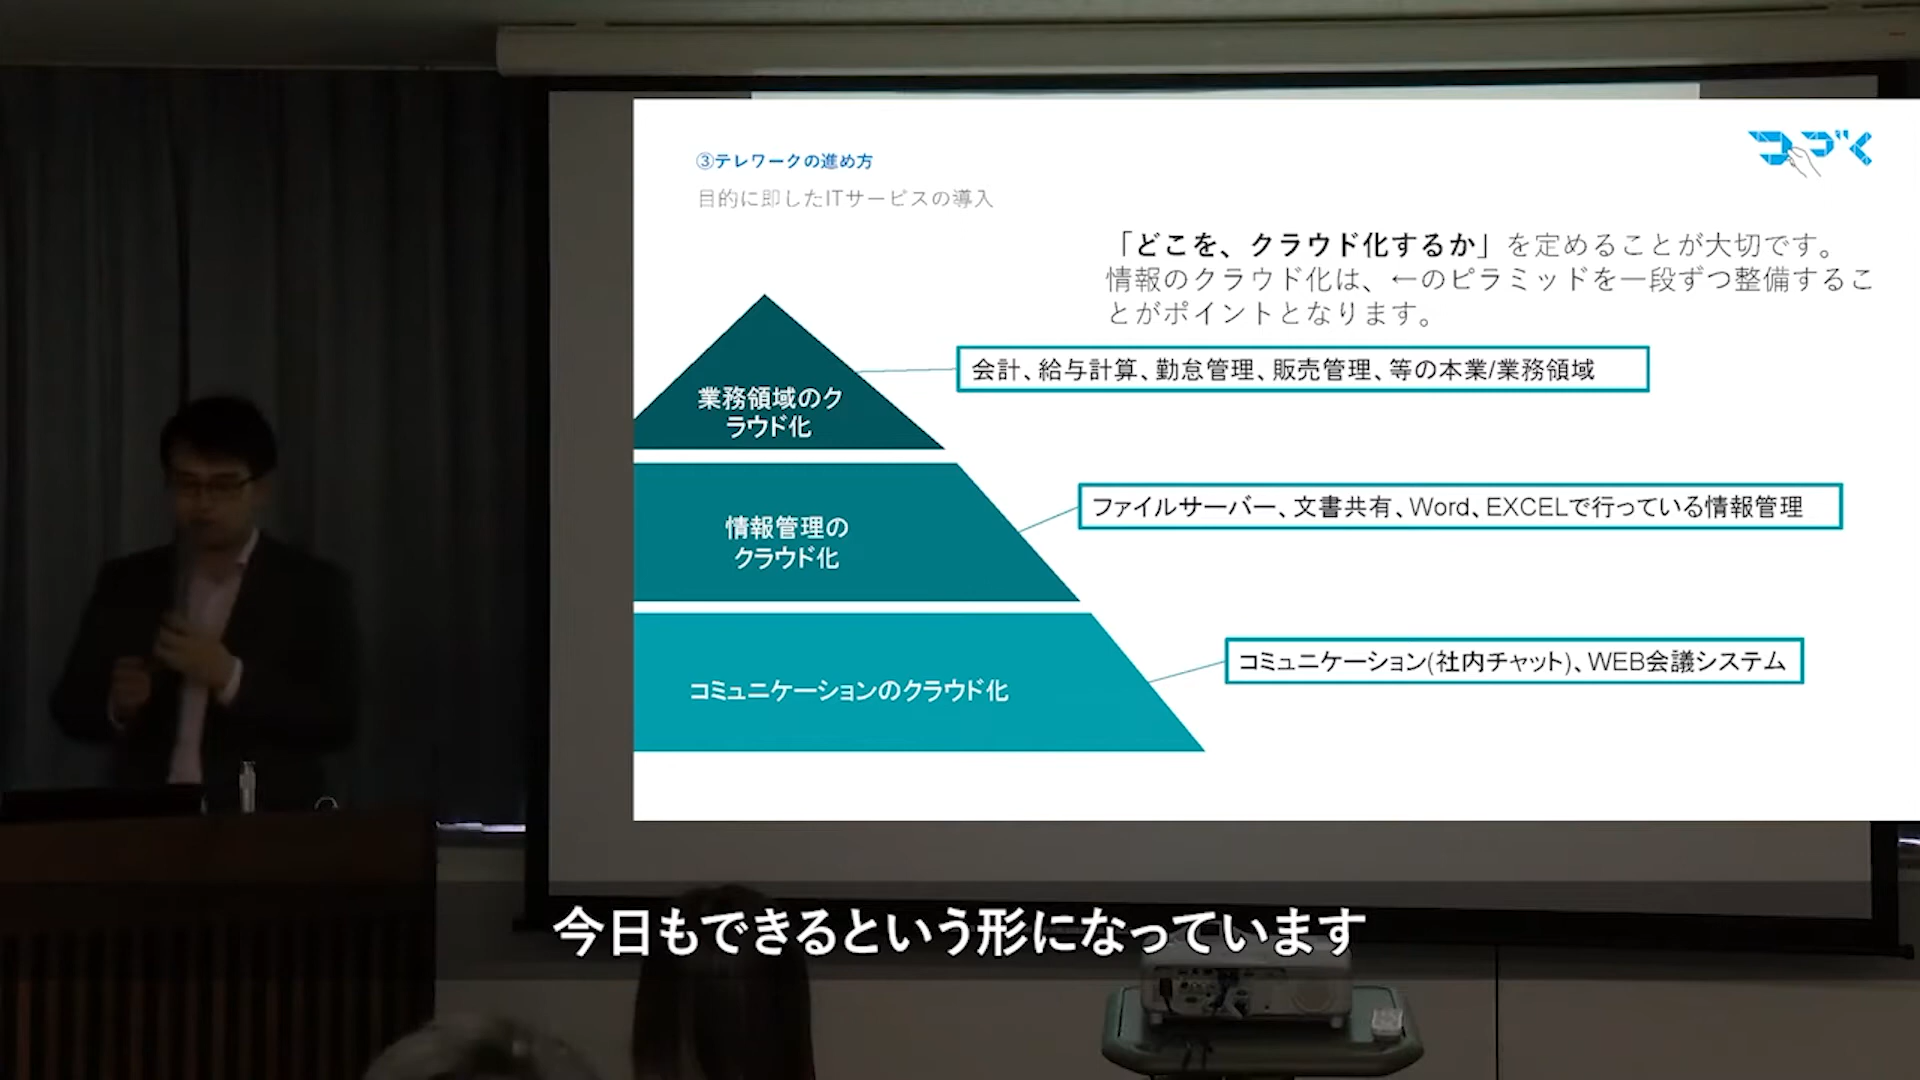 ③テレワークの進め方
目的に即したITサービスの導入
つづく
「どこを、クラウド化するか」を定めることが大切です。
情報のクラウド化は、←のピラミッドを一段ずつ整備するこ
とがポイントとなります。
業務領域のク
ラウド化
会計、給与計算、勤怠管理、販売管理、等の本業/業務領域
情報管理の
クラウド化
ファイルサーバー、文書共有、Word、EXCELで行っている情報管理
コミュニケーションのクラウド化
コミュニケーション(社内チャット)、WEB会議システム
今日もできるという形になっています